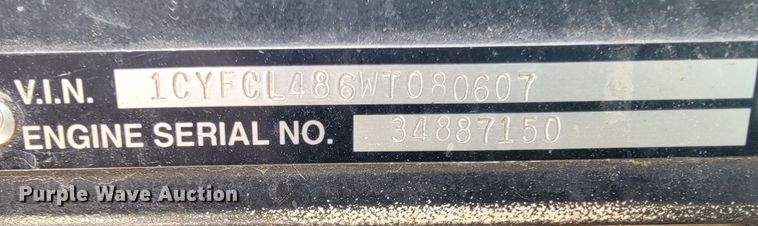 V.I.N. 1CYFCL486WT080607
ENGINE SERIAL NO. 34887150
Purple Wave Auction